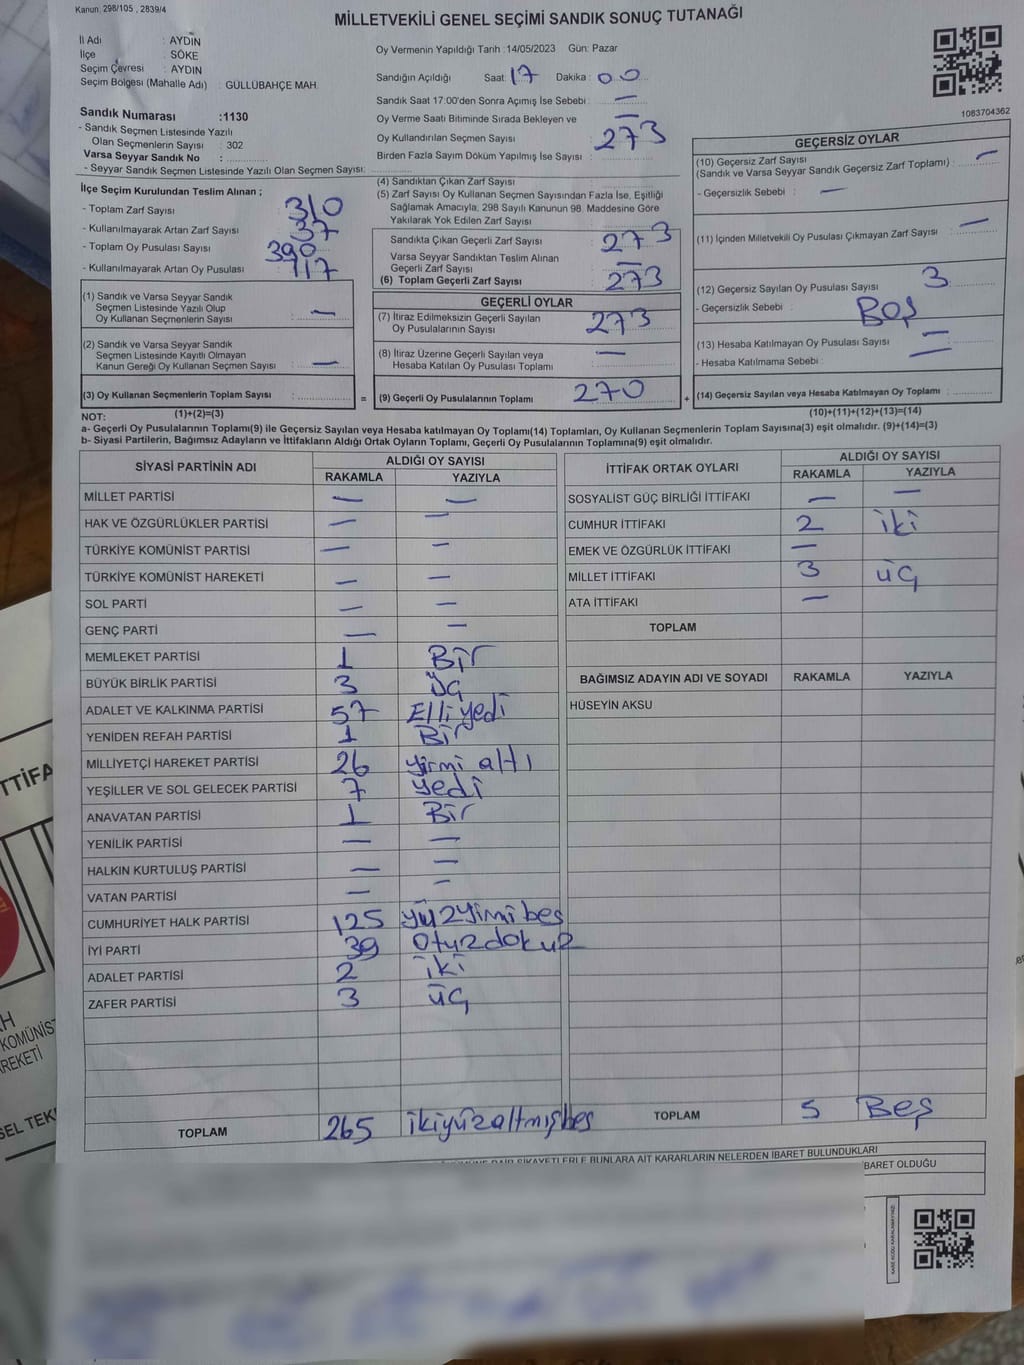 Kanun, 298/105 , 2839/4
MİLLETVEKİLİ GENEL SEÇİMİ SANDIK SONUÇ TUTANAĞI
İl Adı : AYDIN
İlçe : SÖKE
Seçim Çevresi : AYDIN
Seçim Bölgesi (Mahalle Adı) : GÜLLÜBAHÇE MAH.
Sandık Numarası :1130
- Sandık Seçmen Listesinde Yazılı
Olan Seçmenlerin Sayısı : 302
Varsa Seyyar Sandık No :
- Seyyar Sandık Seçmen Listesinde Yazılı Olan Seçmen Sayısı:
Oy Vermenin Yapıldığı Tarih :14/05/2023 Gün: Pazar
Sandığın Açıldığı Saat: 17 Dakika: 00
Sandık Saat 17:00'den Sonra Açımış İse Sebebi : —
Oy Verme Saati Bitiminde Sırada Bekleyen ve —
Oy Kullandırılan Seçmen Sayısı : 273
Birden Fazla Sayım Döküm Yapılmış İse Sayısı :
1083704362
İlçe Seçim Kurulundan Teslim Alınan ;
- Toplam Zarf Sayısı : 310
- Kullanılmayarak Artan Zarf Sayısı : 37
- Toplam Oy Pusulası Sayısı : 390
- Kullanılmayarak Artan Oy Pusulası : 117
(1) Sandık ve Varsa Seyyar Sandık
Seçmen Listesinde Yazılı Olup
Oy Kullanan Seçmenlerin Sayısı : —
(2) Sandık ve Varsa Seyyar Sandık
Seçmen Listesinde Kayıtlı Olmayan
Kanun Gereği Oy Kullanan Seçmen Sayısı : —
(3) Oy Kullanan Seçmenlerin Toplam Sayısı :
(1)+(2)=(3)
(4) Sandıktan Çıkan Zarf Sayısı :
(5) Zarf Sayısı Oy Kullanan Seçmen Sayısından Fazla İse, Eşitliği
Sağlamak Amacıyla, 298 Sayılı Kanunun 98. Maddesine Göre
Yakılarak Yok Edilen Zarf Sayısı :
Sandıkta Çıkan Geçerli Zarf Sayısı : 273
Varsa Seyyar Sandıktan Teslim Alınan
Geçerli Zarf Sayısı : —
(6) Toplam Geçerli Zarf Sayısı : 273
GEÇERLİ OYLAR
(7) İtiraz Edilmeksizin Geçerli Sayılan
Oy Pusulalarının Sayısı : 273
(8) İtiraz Üzerine Geçerli Sayılan veya
Hesaba Katılan Oy Pusulası Toplamı : —
= (9) Geçerli Oy Pusulalarının Toplamı : 270
GEÇERSİZ OYLAR
(10) Geçersiz Zarf Sayısı
(Sandık ve Varsa Seyyar Sandık Geçersiz Zarf Toplamı) : —
- Geçersizlik Sebebi : —
(11) İçinden Milletvekili Oy Pusulası Çıkmayan Zarf Sayısı : —
(12) Geçersiz Sayılan Oy Pusulası Sayısı : 3
- Geçersizlik Sebebi : BOŞ
(13) Hesaba Katılmayan Oy Pusulası Sayısı : —
- Hesaba Katılmama Sebebi : —
+ (14) Geçersiz Sayılan veya Hesaba Katılmayan Oy Toplamı :
(10)+(11)+(12)+(13)=(14)
NOT:
a- Geçerli Oy Pusulalarının Toplamı(9) ile Geçersiz Sayılan veya Hesaba katılmayan Oy Toplamı(14) Toplamları, Oy Kullanan Seçmenlerin Toplam Sayısına(3) eşit olmalıdır. (9)+(14)=(3)
b- Siyasi Partilerin, Bağımsız Adayların ve İttifakların Aldığı Ortak Oyların Toplamı, Geçerli Oy Pusulalarının Toplamına(9) eşit olmalıdır.
SİYASİ PARTİNİN ADI ALDIĞI OY SAYISI
RAKAMLA YAZIYLA
MİLLET PARTİSİ — —
HAK VE ÖZGÜRLÜKLER PARTİSİ — —
TÜRKİYE KOMÜNİST PARTİSİ — —
TÜRKİYE KOMÜNİST HAREKETİ — —
SOL PARTİ — —
GENÇ PARTİ — —
MEMLEKET PARTİSİ 1 Bir
BÜYÜK BİRLİK PARTİSİ 3 Üç
ADALET VE KALKINMA PARTİSİ 57 Elli yedi
YENİDEN REFAH PARTİSİ 1 Bir
MİLLİYETÇİ HAREKET PARTİSİ 26 yirmi altı
YEŞİLLER VE SOL GELECEK PARTİSİ 7 yedi
ANAVATAN PARTİSİ 1 Bir
YENİLİK PARTİSİ — —
HALKIN KURTULUŞ PARTİSİ — —
VATAN PARTİSİ — —
CUMHURİYET HALK PARTİSİ 125 yüzyimi beş
İYİ PARTİ 39 Otuzdokuz
ADALET PARTİSİ 2 iki
ZAFER PARTİSİ 3 üç
TOPLAM 265 ikiyüzaltmışbeş
İTTİFAK ORTAK OYLARI ALDIĞI OY SAYISI
RAKAMLA YAZIYLA
SOSYALİST GÜÇ BİRLİĞİ İTTİFAKI — —
CUMHUR İTTİFAKI 2 iki
EMEK VE ÖZGÜRLÜK İTTİFAKI —
MİLLET İTTİFAKI 3 üç
ATA İTTİFAKI —
TOPLAM
BAĞIMSIZ ADAYIN ADI VE SOYADI RAKAMLA YAZIYLA
HÜSEYİN AKSU
TOPLAM 5 Beş
ŞİKAYETLERLE BUNLARA AİT KARARLARIN NELERDEN İBARET BULUNDUKLARI
İBARET OLDUĞU
KOMÜNİS
REKETİ
SEL TEK